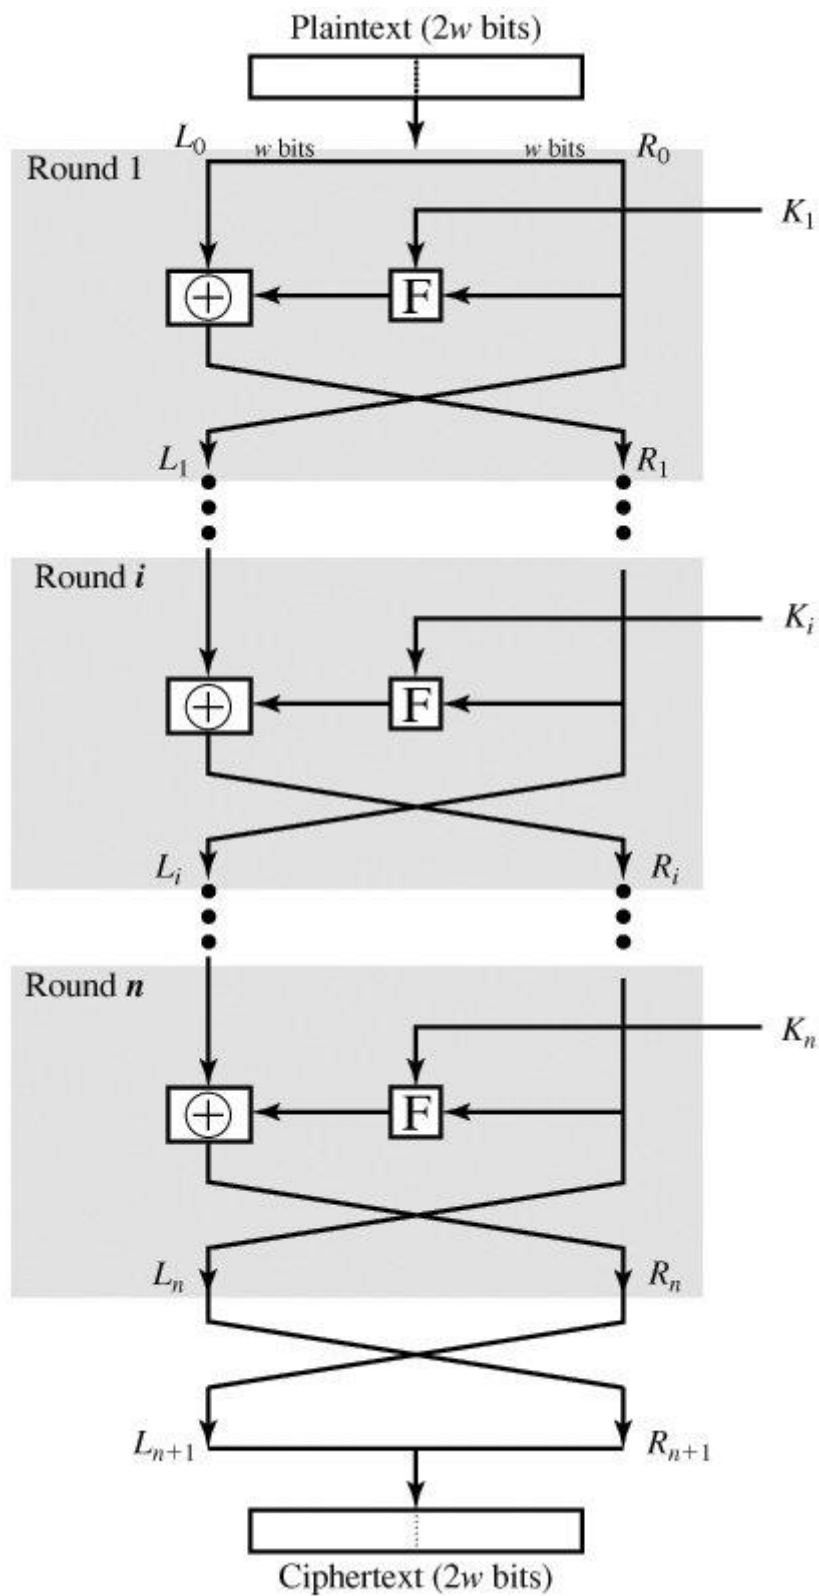 Plaintext (2w bits)
L₀ w bits w bits R₀
Round 1
K₁
⊕ F
L₁ R₁
Round i
Kᵢ
⊕ F
Lᵢ Rᵢ
Round n
Kₙ
⊕ F
Lₙ Rₙ
Lₙ₊₁ Rₙ₊₁
Ciphertext (2w bits)